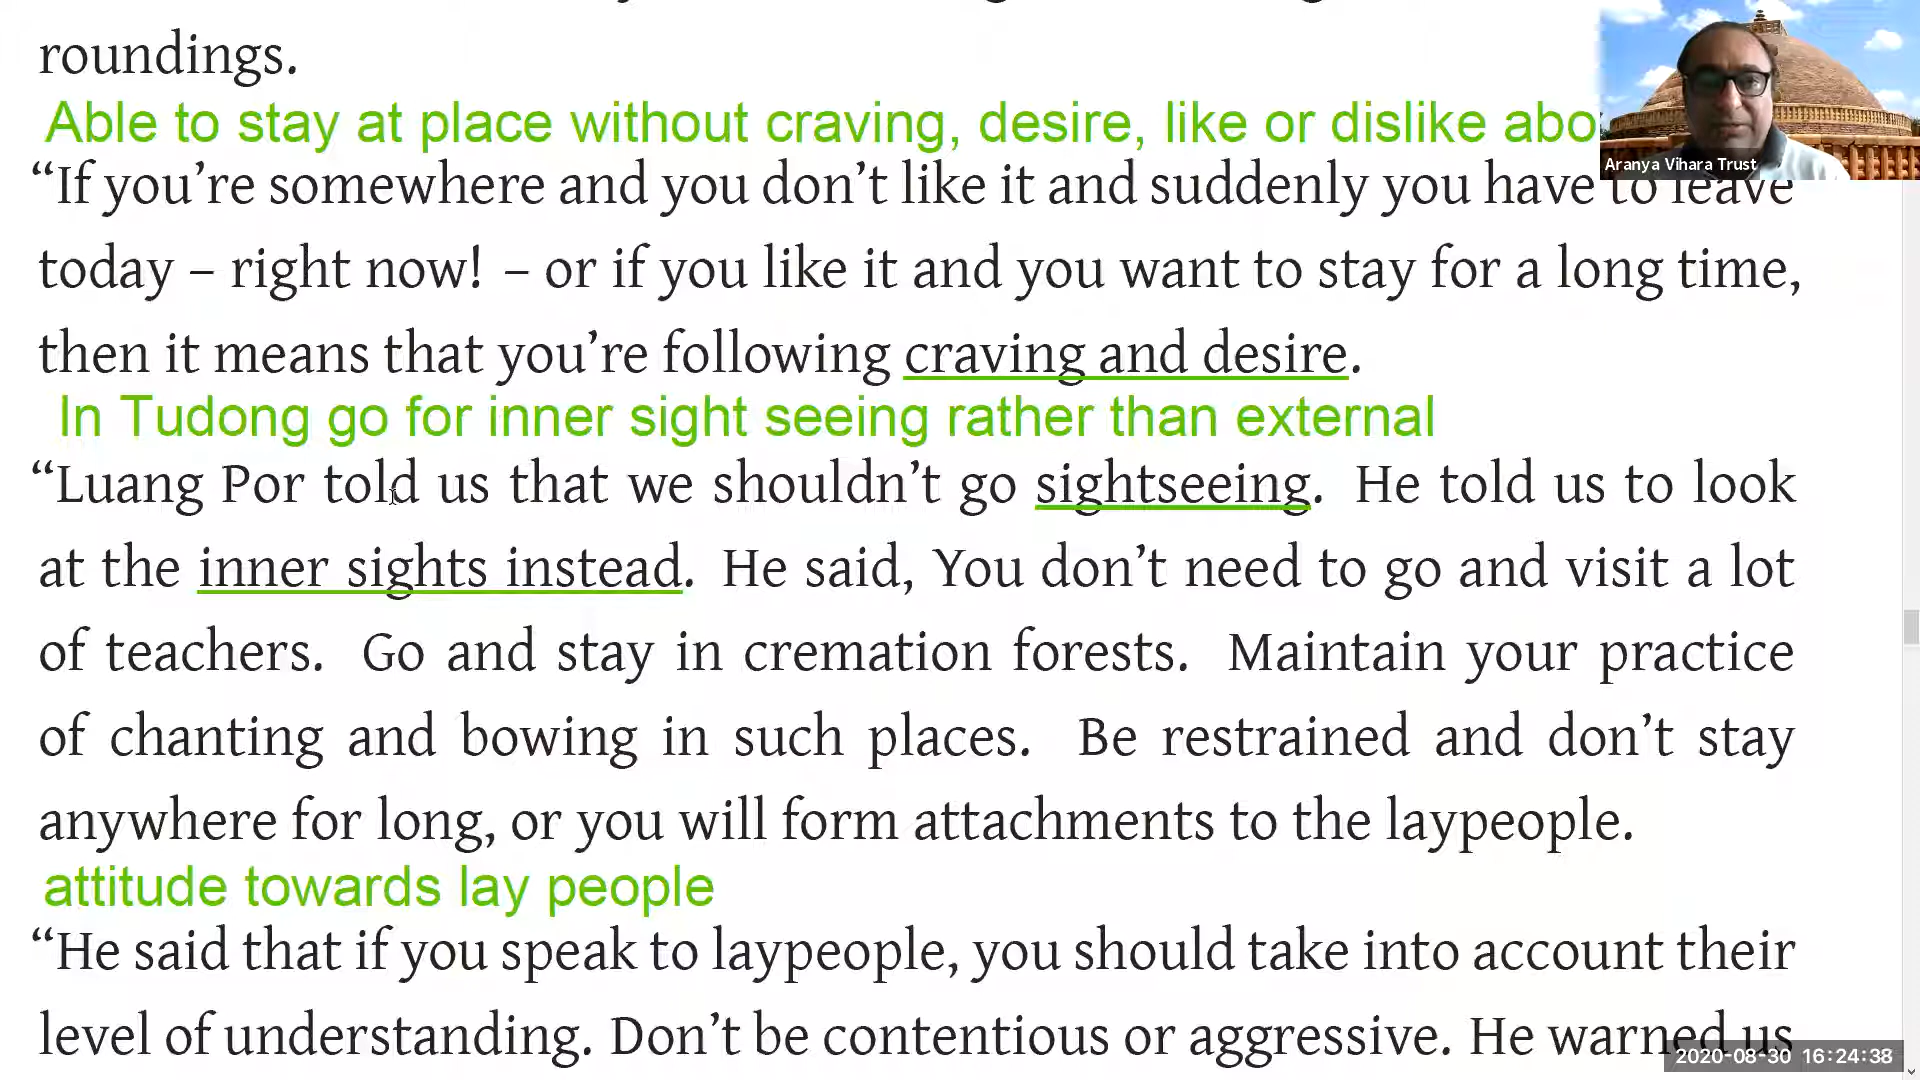 roundings.
Able to stay at place without craving, desire, like or dislike abo
Aranya Vihara Trust
“If you’re somewhere and you don’t like it and suddenly you have to leave
today – right now! – or if you like it and you want to stay for a long time,
then it means that you’re following craving and desire.
In Tudong go for inner sight seeing rather than external
“Luang Por told us that we shouldn’t go sightseeing. He told us to look
at the inner sights instead. He said, You don’t need to go and visit a lot
of teachers. Go and stay in cremation forests. Maintain your practice
of chanting and bowing in such places. Be restrained and don’t stay
anywhere for long, or you will form attachments to the laypeople.
attitude towards lay people
“He said that if you speak to laypeople, you should take into account their
level of understanding. Don’t be contentious or aggressive. He warned us
2020-08-30 16:24:38